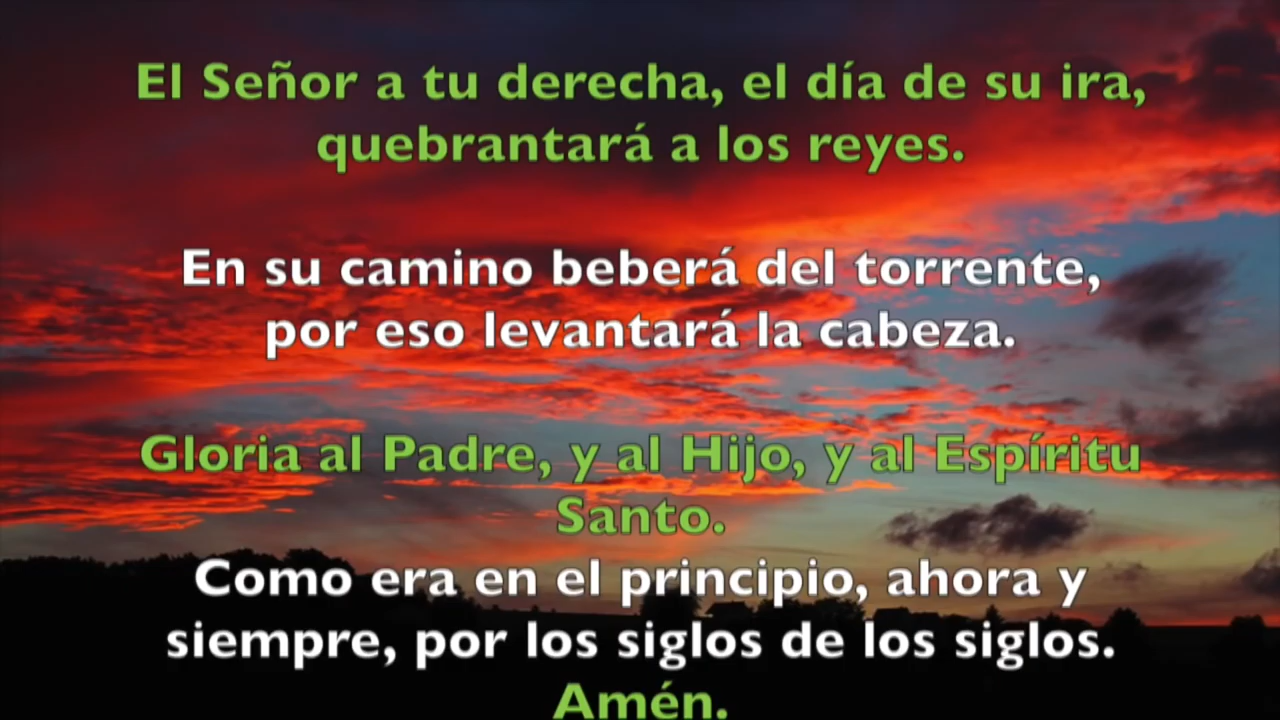 El Señor a tu derecha, el día de su ira,
quebrantará a los reyes.
En su camino beberá del torrente,
por eso levantará la cabeza.
Gloria al Padre, y al Hijo, y al Espíritu
Santo.
Como era en el principio, ahora y
siempre, por los siglos de los siglos.
Amén.